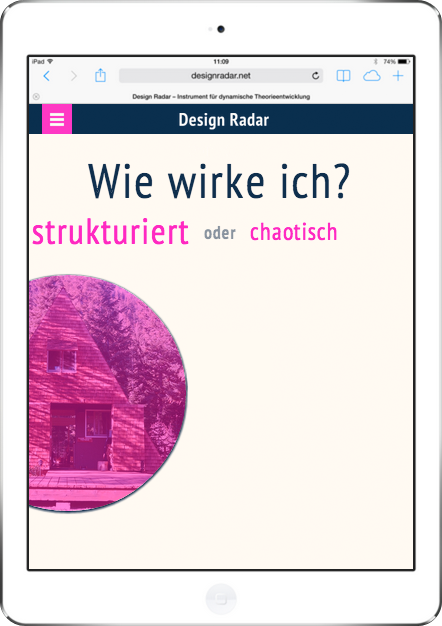 iPad 11:09 74%
designradar.net
Design Radar – Instrument für dynamische Theorieentwicklung
Design Radar
Wie wirke ich?
strukturiert oder chaotisch